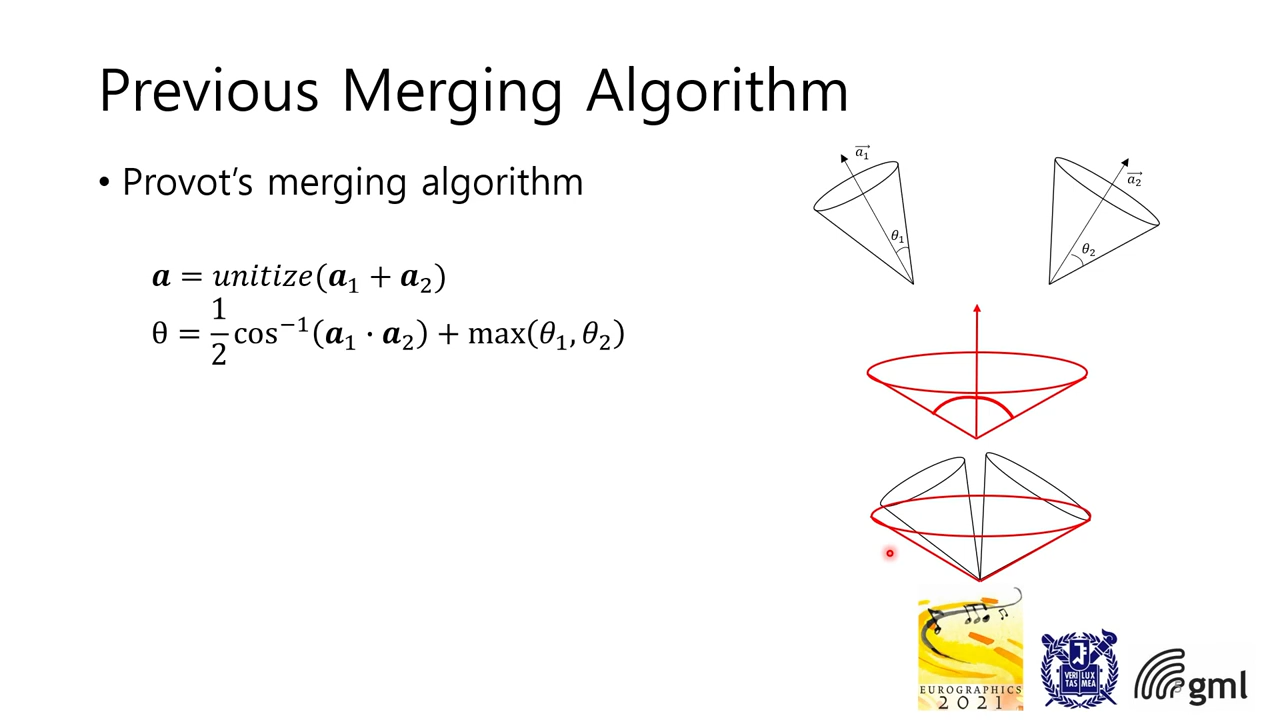 Previous Merging Algorithm
• Provot's merging algorithm
𝒂 = 𝑢𝑛𝑖𝑡𝑖𝑧𝑒(𝒂₁ + 𝒂₂)
θ = 1/2 cos⁻¹(𝒂₁ · 𝒂₂) + max(𝜃₁, 𝜃₂)
a₁→
θ₁
a₂→
θ₂
EUROGRAPHICS
2021
VERI LUX
TAS MEA
gml